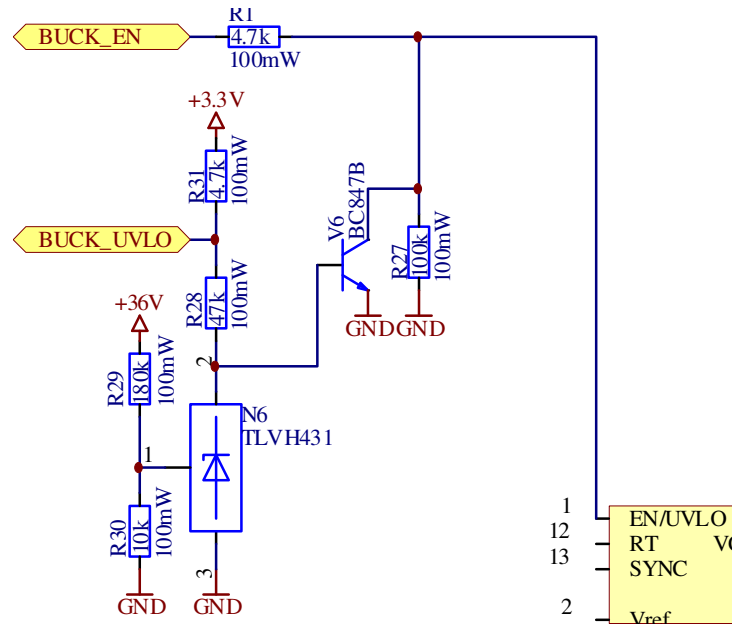 R1
BUCK_EN
4.7k
100mW
+3.3V
R31
4.7k
100mW
BUCK_UVLO
V6
BC847B
R27
100k
100mW
R28
47k
100mW
+36V
GND
GND
R29
180k
100mW
2
N6
TLVH431
1
R30
10k
100mW
3
GND
GND
1
EN/UVLO
12
RT
13
SYNC
2
Vref